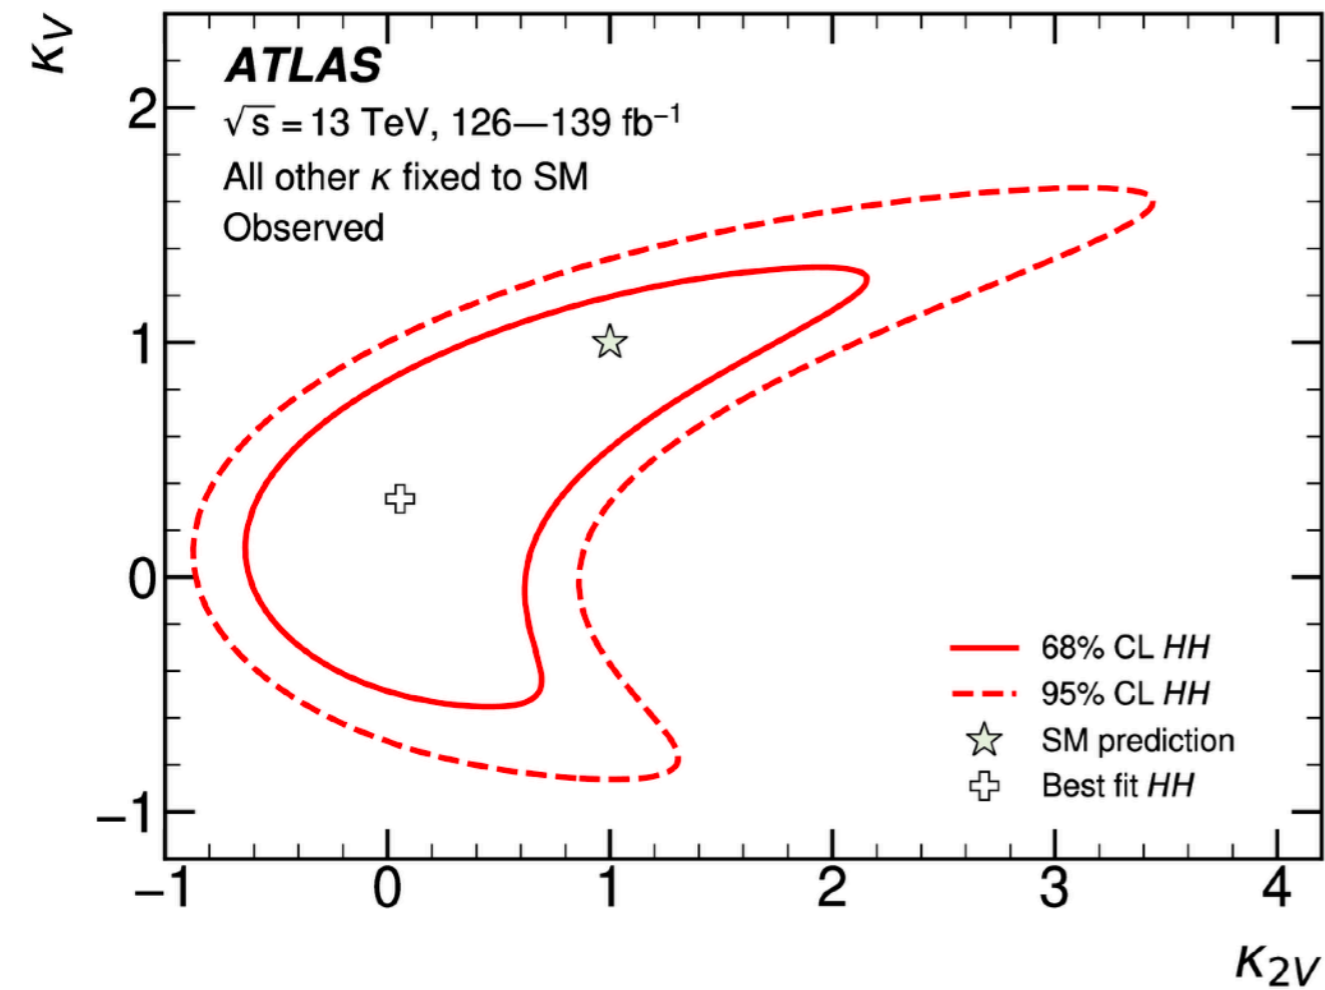 κV
ATLAS
√s = 13 TeV, 126—139 fb⁻¹
All other κ fixed to SM
Observed
2
1
0
−1
68% CL HH
95% CL HH
SM prediction
Best fit HH
−1 0 1 2 3 4
κ2V